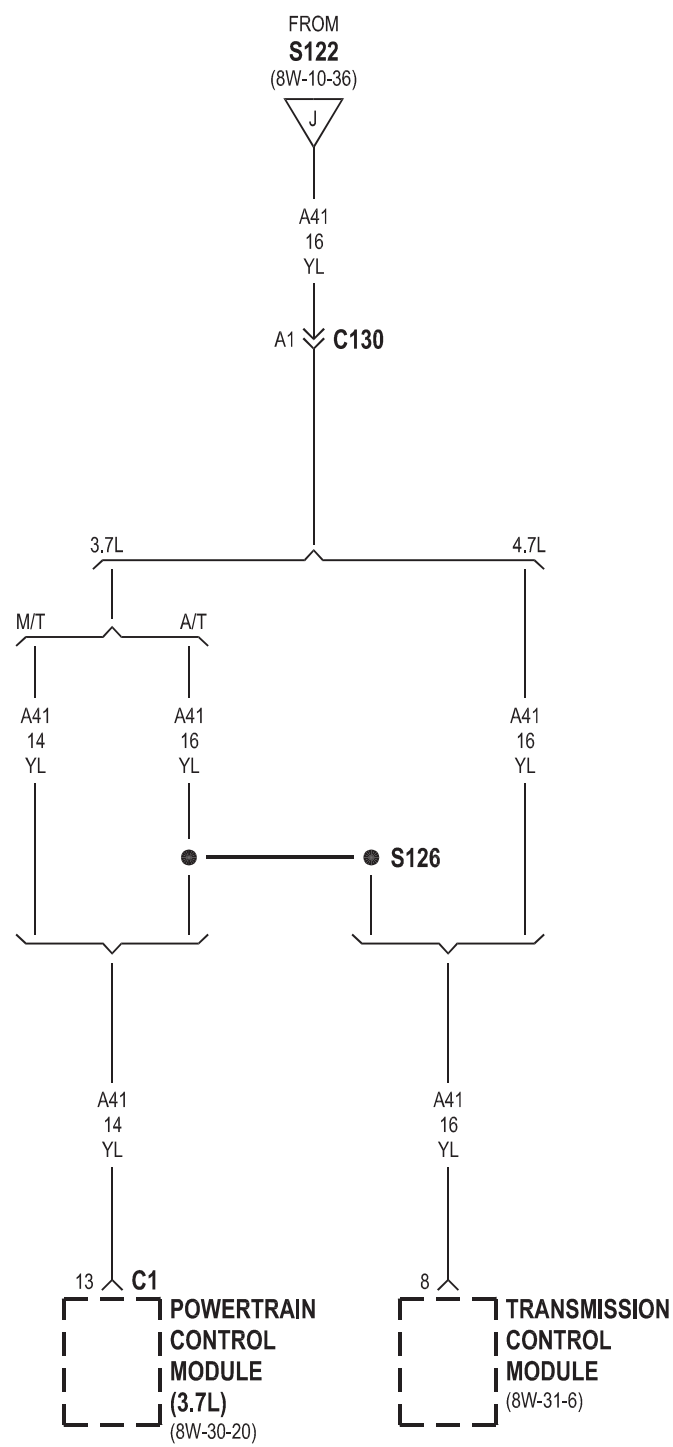 FROM
S122
(8W-10-36)
J
A41
16
YL
A1
C130
3.7L
4.7L
M/T
A/T
A41
14
YL
A41
16
YL
A41
16
YL
S126
A41
14
YL
A41
16
YL
13
C1
8
POWERTRAIN
CONTROL
MODULE
(3.7L)
(8W-30-20)
TRANSMISSION
CONTROL
MODULE
(8W-31-6)